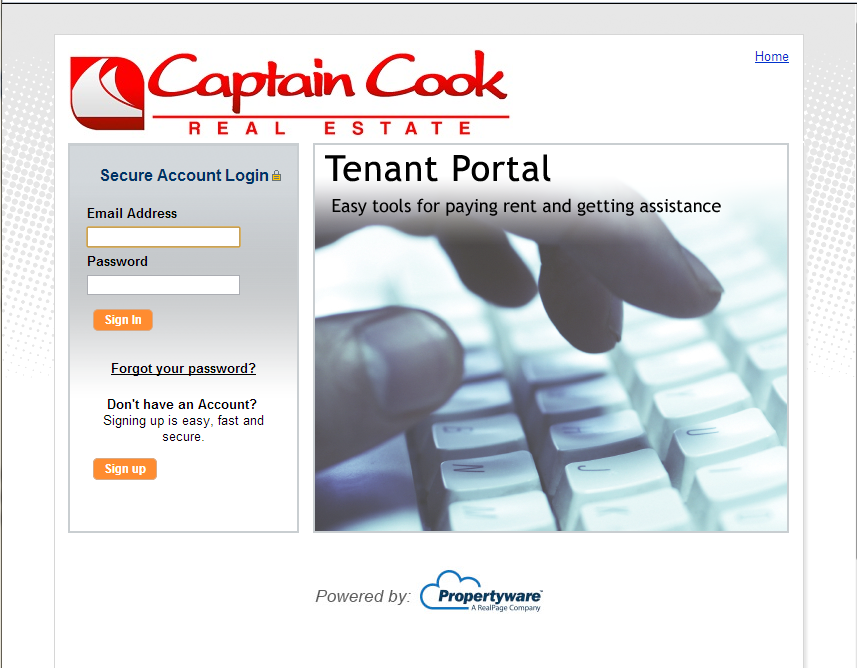 Captain Cook
REAL ESTATE
Home
Secure Account Login
Email Address
Password
Sign In
Forgot your password?
Don't have an Account?
Signing up is easy, fast and
secure.
Sign up
Tenant Portal
Easy tools for paying rent and getting assistance
N
J
U
Powered by:
Propertyware
A RealPage Company